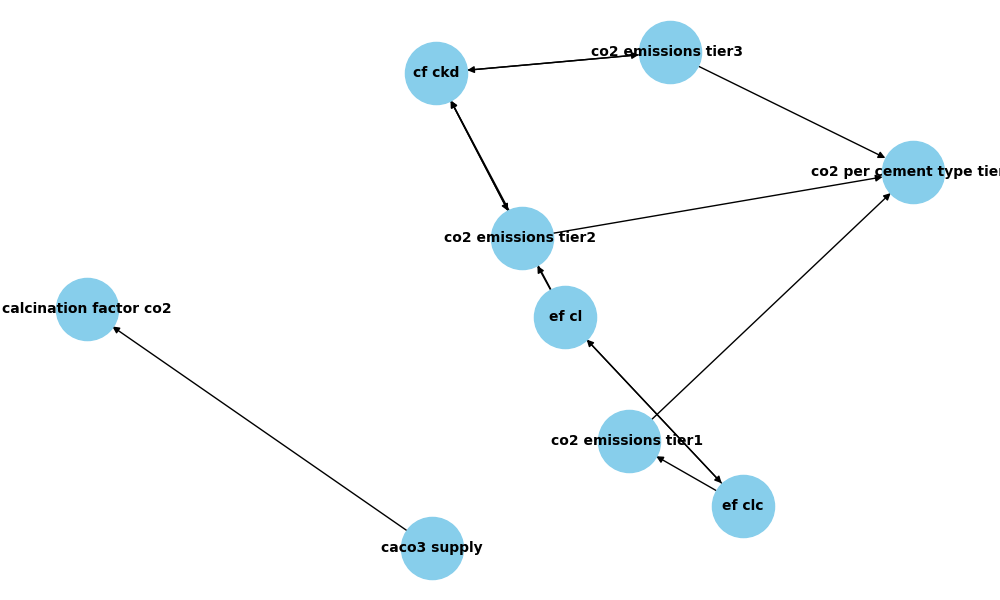 co2 emissions tier3
cf ckd
co2 per cement type tier
co2 emissions tier2
calcination factor co2
ef cl
co2 emissions tier1
ef clc
caco3 supply